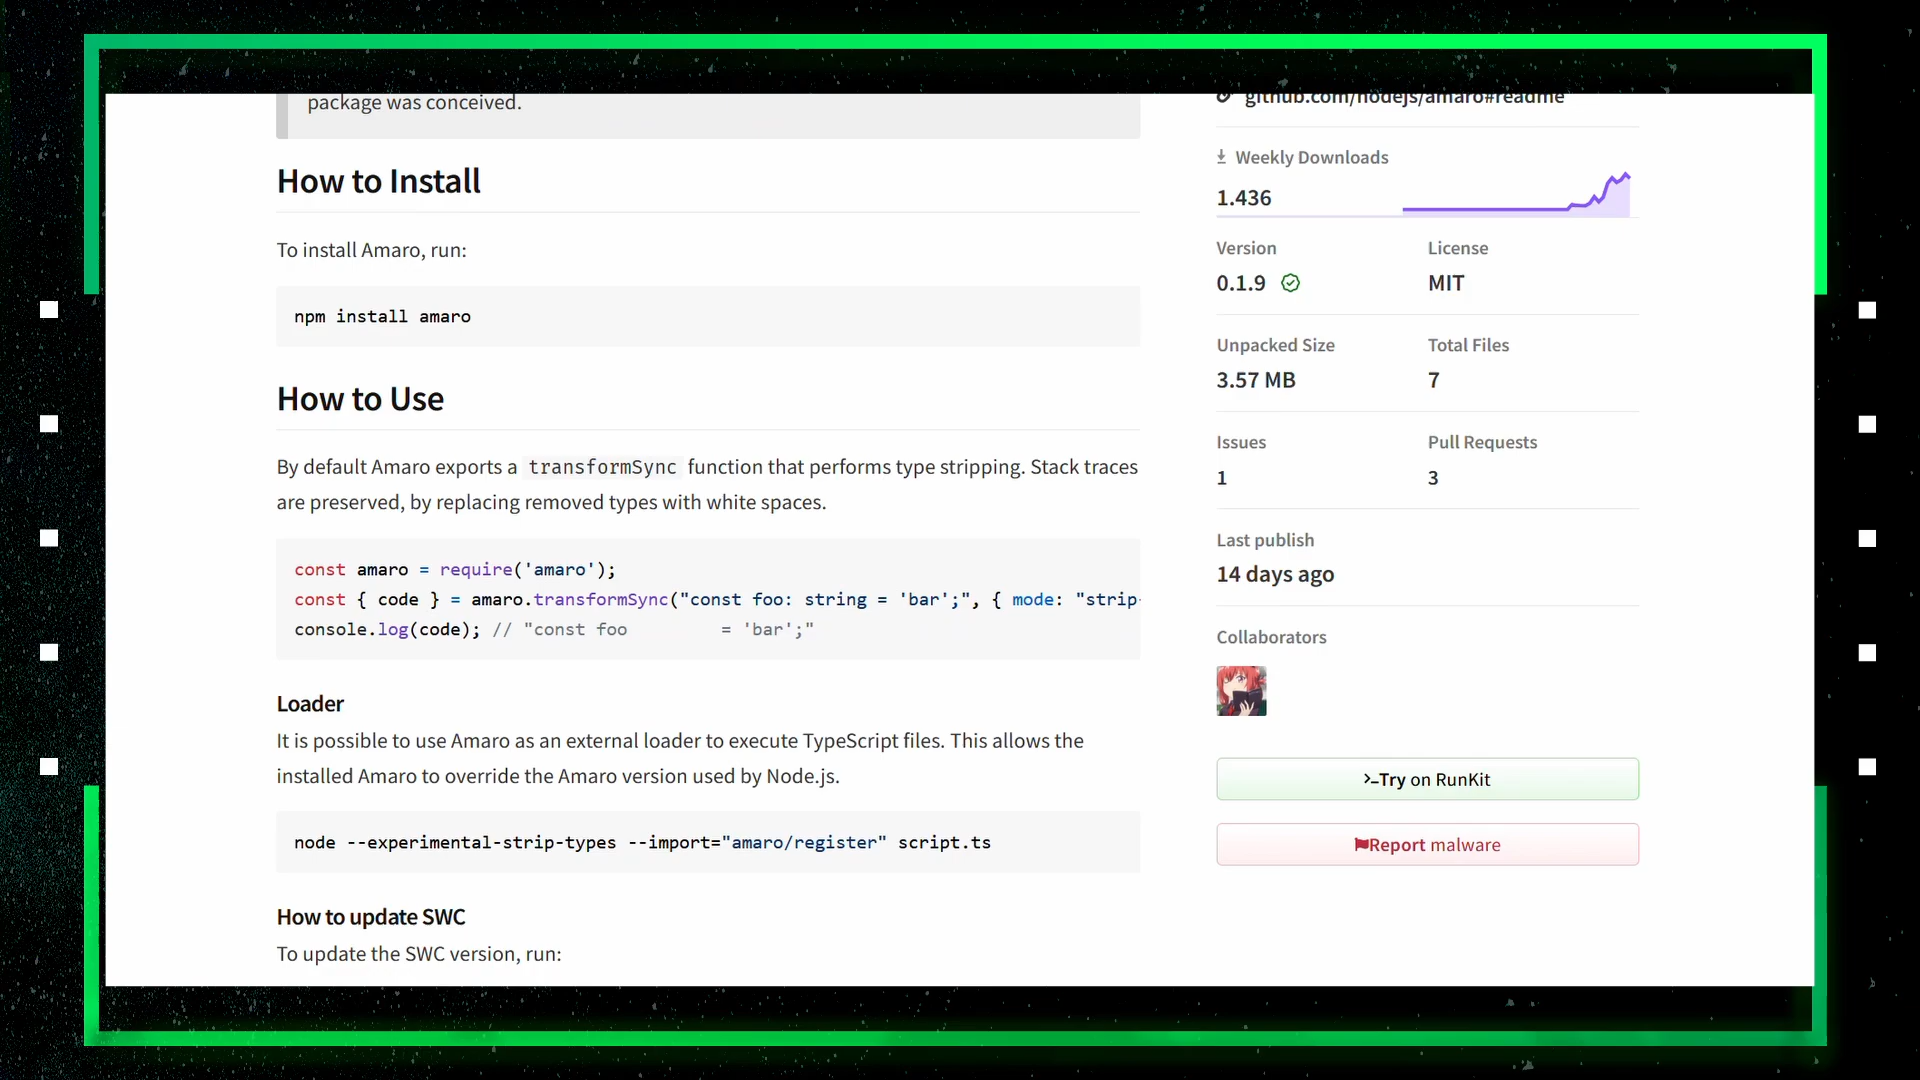 package was conceived.
How to Install
To install Amaro, run:
npm install amaro
How to Use
By default Amaro exports a transformSync function that performs type stripping. Stack traces
are preserved, by replacing removed types with white spaces.
const amaro = require('amaro');
const { code } = amaro.transformSync("const foo: string = 'bar';", { mode: "strip-
console.log(code); // "const foo         = 'bar';"
Loader
It is possible to use Amaro as an external loader to execute TypeScript files. This allows the
installed Amaro to override the Amaro version used by Node.js.
node --experimental-strip-types --import="amaro/register" script.ts
How to update SWC
To update the SWC version, run:
github.com/nodejs/amaro#readme
Weekly Downloads
1.436
Version
License
0.1.9
MIT
Unpacked Size
Total Files
3.57 MB
7
Issues
Pull Requests
1
3
Last publish
14 days ago
Collaborators
Try on RunKit
Report malware